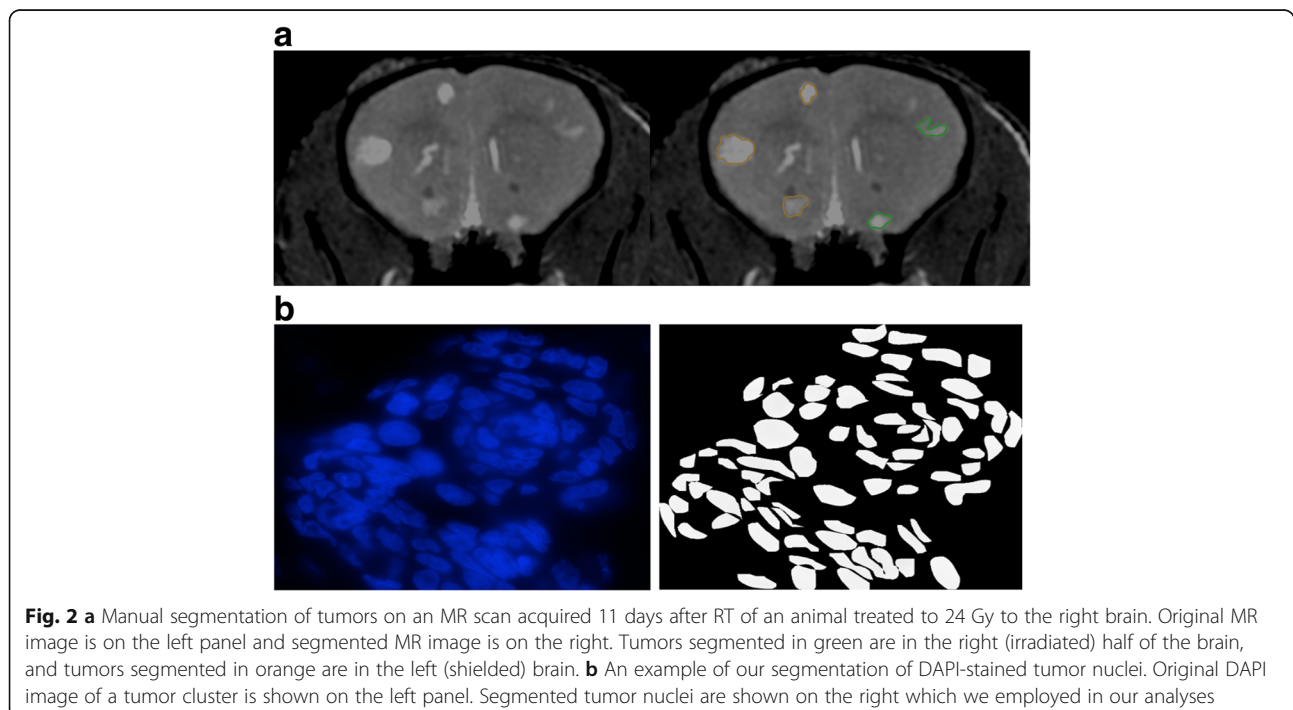 a
b
Fig. 2 a Manual segmentation of tumors on an MR scan acquired 11 days after RT of an animal treated to 24 Gy to the right brain. Original MR
image is on the left panel and segmented MR image is on the right. Tumors segmented in green are in the right (irradiated) half of the brain,
and tumors segmented in orange are in the left (shielded) brain. b An example of our segmentation of DAPI-stained tumor nuclei. Original DAPI
image of a tumor cluster is shown on the left panel. Segmented tumor nuclei are shown on the right which we employed in our analyses